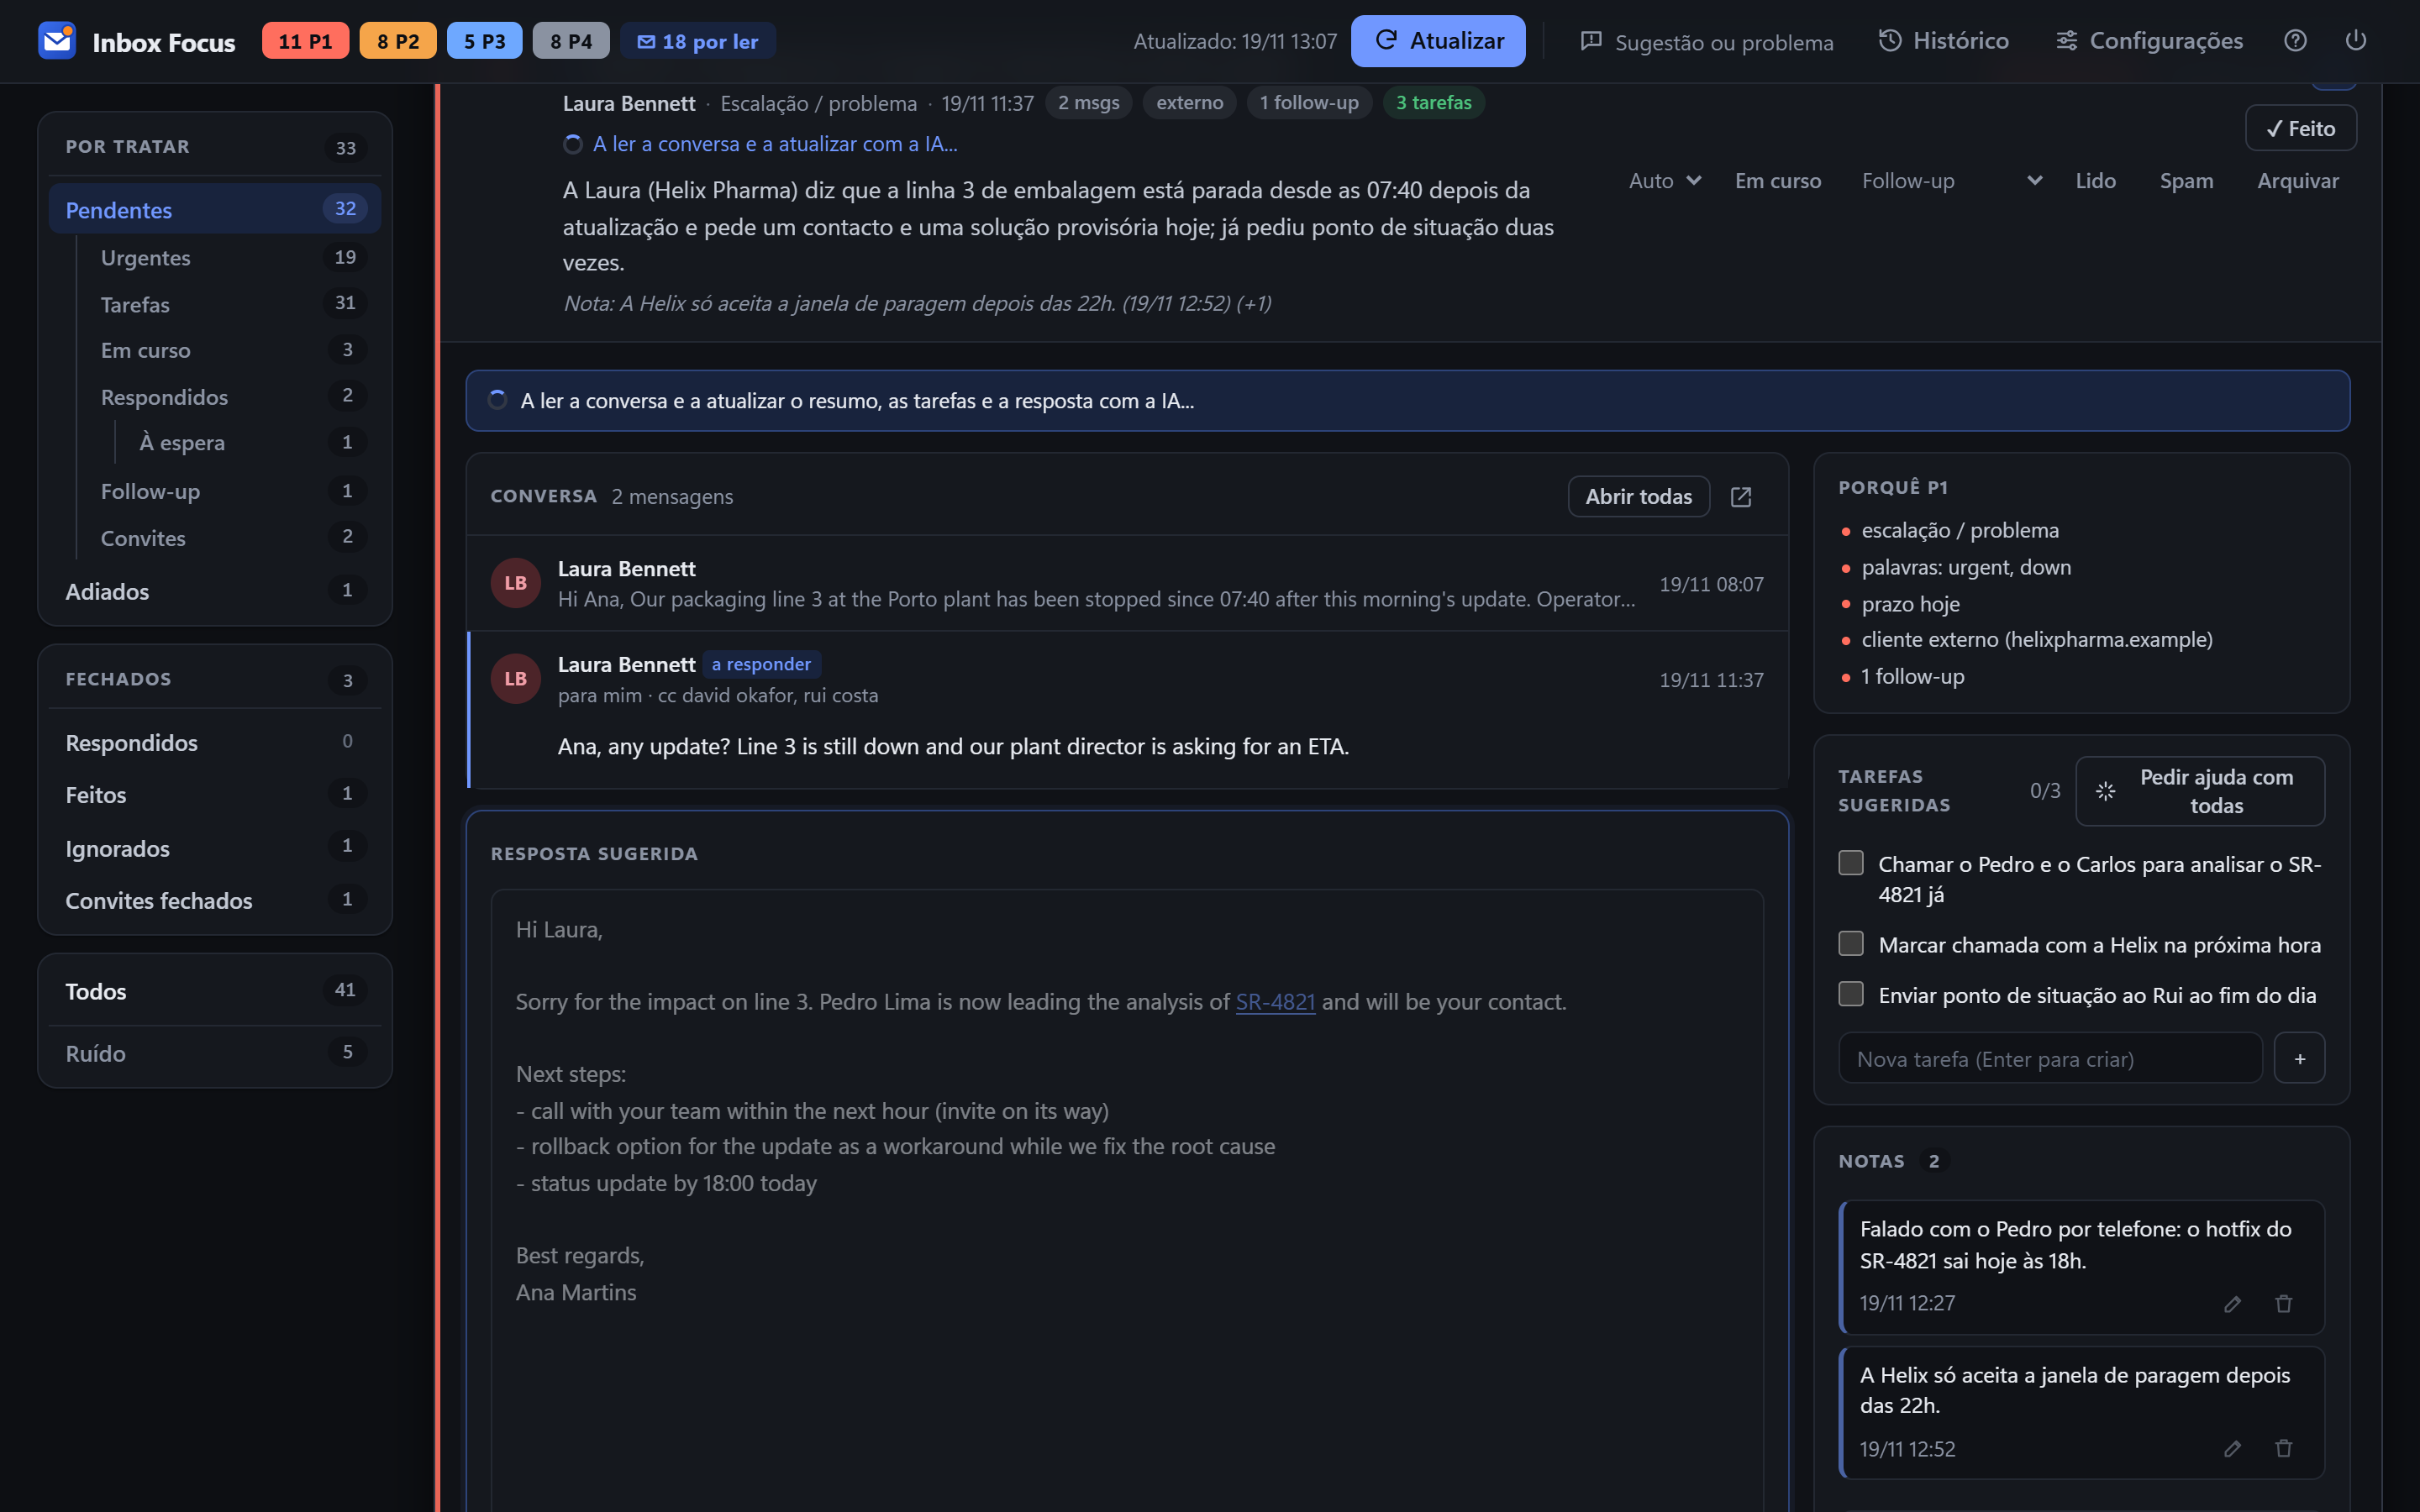 Inbox Focus
11 P1
8 P2
5 P3
8 P4
18 por ler
Atualizado: 19/11 13:07
Atualizar
Sugestão ou problema
Histórico
Configurações
POR TRATAR 33
Pendentes 32
Urgentes 19
Tarefas 31
Em curso 3
Respondidos 2
À espera 1
Follow-up 1
Convites 2
Adiados 1
FECHADOS 3
Respondidos 0
Feitos 1
Ignorados 1
Convites fechados 1
Todos 41
Ruído 5
Laura Bennett · Escalação / problema · 19/11 11:37 2 msgs externo 1 follow-up 3 tarefas
✓ Feito
A ler a conversa e a atualizar com a IA...
Auto Em curso Follow-up Lido Spam Arquivar
A Laura (Helix Pharma) diz que a linha 3 de embalagem está parada desde as 07:40 depois da
atualização e pede um contacto e uma solução provisória hoje; já pediu ponto de situação duas
vezes.
Nota: A Helix só aceita a janela de paragem depois das 22h. (19/11 12:52) (+1)
A ler a conversa e a atualizar o resumo, as tarefas e a resposta com a IA...
CONVERSA 2 mensagens
Abrir todas
LB
Laura Bennett
Hi Ana, Our packaging line 3 at the Porto plant has been stopped since 07:40 after this morning's update. Operator...
19/11 08:07
LB
Laura Bennett a responder
para mim · cc david okafor, rui costa
19/11 11:37
Ana, any update? Line 3 is still down and our plant director is asking for an ETA.
RESPOSTA SUGERIDA
Hi Laura,
Sorry for the impact on line 3. Pedro Lima is now leading the analysis of SR-4821 and will be your contact.
Next steps:
- call with your team within the next hour (invite on its way)
- rollback option for the update as a workaround while we fix the root cause
- status update by 18:00 today
Best regards,
Ana Martins
PORQUÊ P1
escalação / problema
palavras: urgent, down
prazo hoje
cliente externo (helixpharma.example)
1 follow-up
TAREFAS
SUGERIDAS
0/3
Pedir ajuda com
todas
Chamar o Pedro e o Carlos para analisar o SR-
4821 já
Marcar chamada com a Helix na próxima hora
Enviar ponto de situação ao Rui ao fim do dia
Nova tarefa (Enter para criar)
+
NOTAS 2
Falado com o Pedro por telefone: o hotfix do
SR-4821 sai hoje às 18h.
19/11 12:27
A Helix só aceita a janela de paragem depois
das 22h.
19/11 12:52